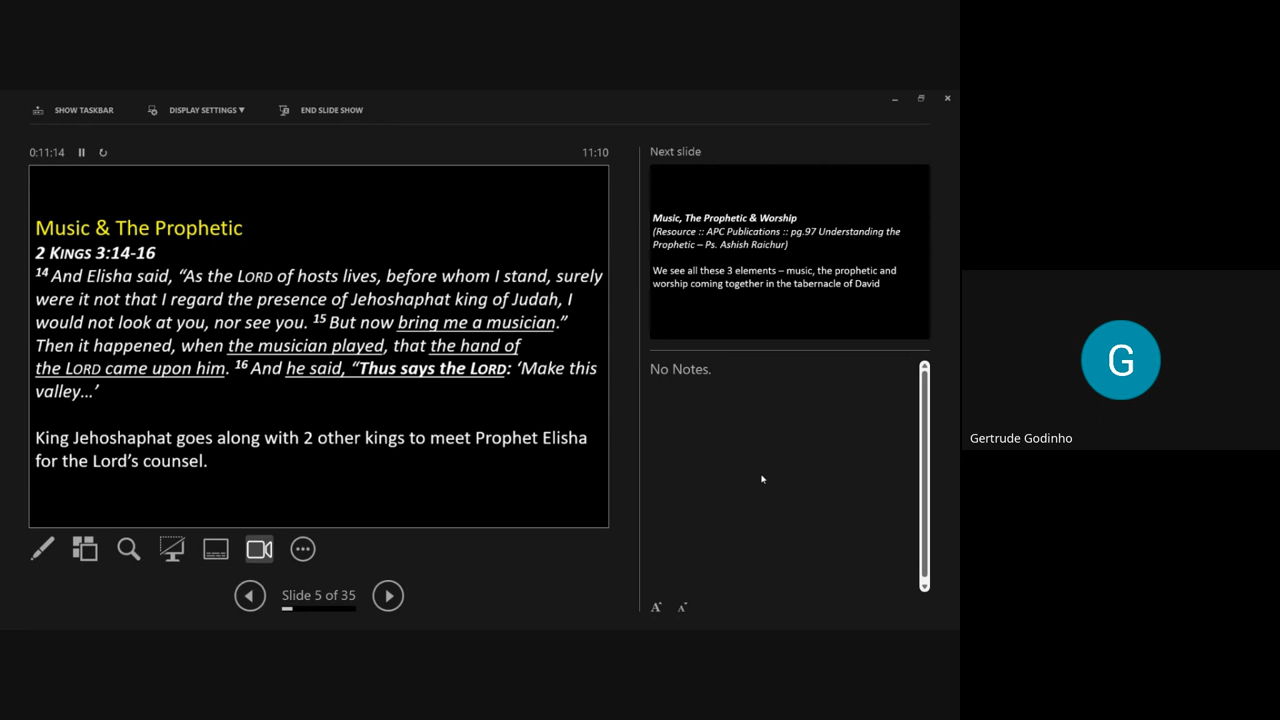 SHOW TASKBAR
DISPLAY SETTINGS ▼
END SLIDE SHOW
0:11:14
11:10
Music & The Prophetic
2 KINGS 3:14-16
14 And Elisha said, “As the LORD of hosts lives, before whom I stand, surely
were it not that I regard the presence of Jehoshaphat king of Judah, I
would not look at you, nor see you. 15 But now bring me a musician.”
Then it happened, when the musician played, that the hand of
the LORD came upon him. 16 And he said, “Thus says the LORD: ‘Make this
valley…’
King Jehoshaphat goes along with 2 other kings to meet Prophet Elisha
for the Lord’s counsel.
Slide 5 of 35
Next slide
Music, The Prophetic & Worship
(Resource :: APC Publications :: pg.97 Understanding the
Prophetic – Ps. Ashish Raichur)
We see all these 3 elements – music, the prophetic and
worship coming together in the tabernacle of David
No Notes.
A A
G
Gertrude Godinho